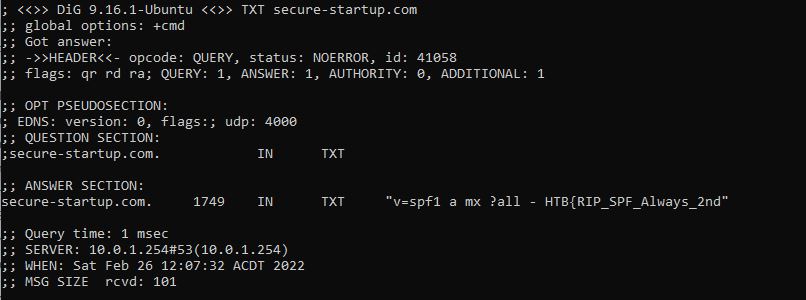 ; <<>> DiG 9.16.1-Ubuntu <<>> TXT secure-startup.com
;; global options: +cmd
;; Got answer:
;; ->>HEADER<<- opcode: QUERY, status: NOERROR, id: 41058
;; flags: qr rd ra; QUERY: 1, ANSWER: 1, AUTHORITY: 0, ADDITIONAL: 1

;; OPT PSEUDOSECTION:
; EDNS: version: 0, flags:; udp: 4000
;; QUESTION SECTION:
;secure-startup.com.		IN	TXT

;; ANSWER SECTION:
secure-startup.com.	1749	IN	TXT	"v=spf1 a mx ?all - HTB{RIP_SPF_Always_2nd"

;; Query time: 1 msec
;; SERVER: 10.0.1.254#53(10.0.1.254)
;; WHEN: Sat Feb 26 12:07:32 ACDT 2022
;; MSG SIZE  rcvd: 101